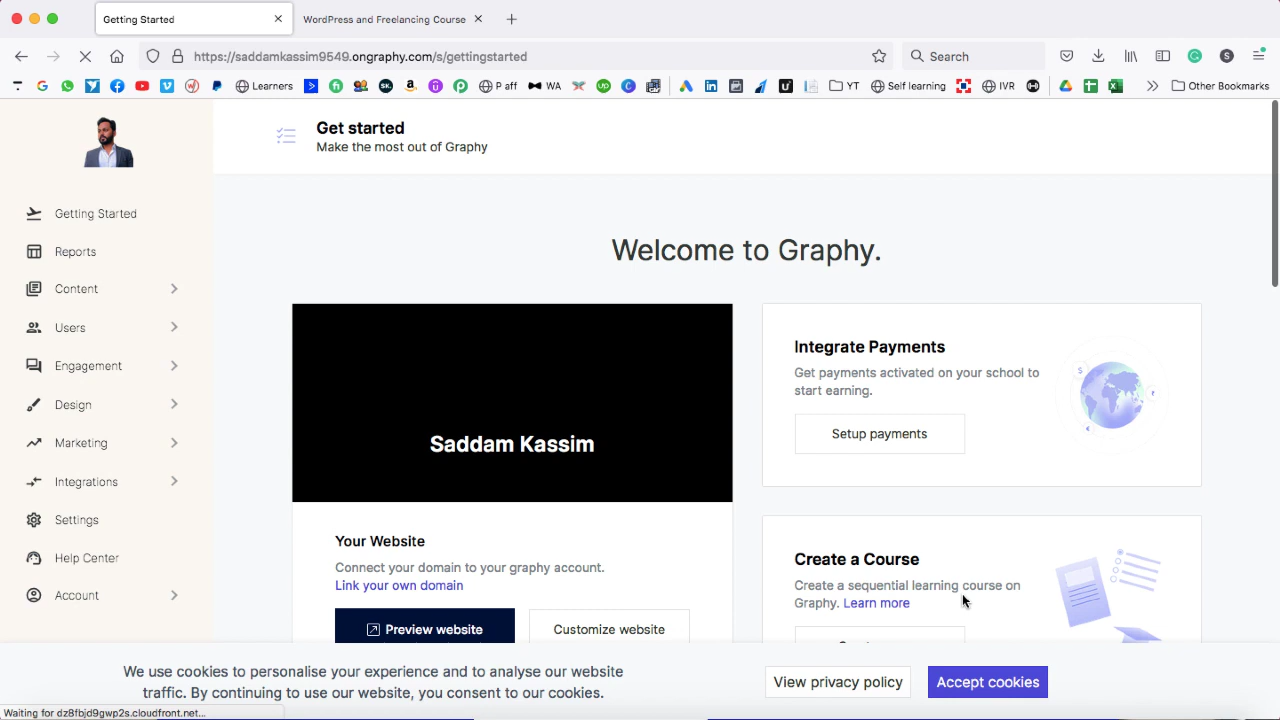 Getting Started
WordPress and Freelancing Course
https://saddamkassim9549.ongraphy.com/s/gettingstarted
Search
Learners
P aff
WA
YT
Self learning
IVR
Other Bookmarks
Get started
Make the most out of Graphy
Getting Started
Reports
Content
Users
Engagement
Design
Marketing
Integrations
Settings
Help Center
Account
Welcome to Graphy.
Saddam Kassim
Your Website
Connect your domain to your graphy account.
Link your own domain
Preview website
Customize website
Integrate Payments
Get payments activated on your school to
start earning.
Setup payments
Create a Course
Create a sequential learning course on
Graphy. Learn more
We use cookies to personalise your experience and to analyse our website
traffic. By continuing to use our website, you consent to our cookies.
View privacy policy
Accept cookies
Waiting for dz8fbjd9gwp2s.cloudfront.net...